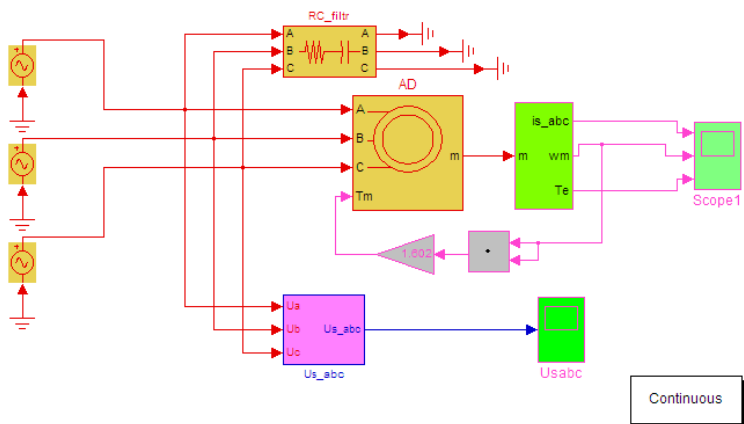 RC_filtr
A A
B B
C C
AD
A
B
C
m
Tm
m
is_abc
wm
Te
Scope1
1.602
Ua
Ub
Uc
Us_abc
Us_abc
Usabc
Continuous